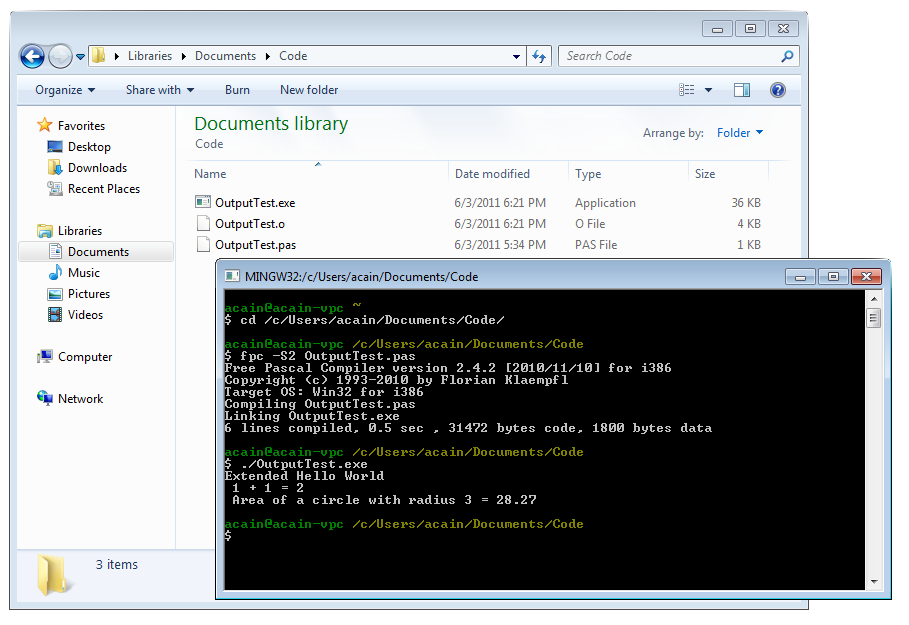 Libraries Documents Code
Search Code
Organize Share with Burn New folder
Favorites
Desktop
Downloads
Recent Places
Libraries
Documents
Music
Pictures
Videos
Computer
Network
Documents library
Code
Arrange by: Folder
Name Date modified Type Size
OutputTest.exe 6/3/2011 6:21 PM Application 36 KB
OutputTest.o 6/3/2011 6:21 PM O File 4 KB
OutputTest.pas 6/3/2011 5:34 PM PAS File 1 KB
MINGW32:/c/Users/acain/Documents/Code
acain@acain-vpc ~
$ cd /c/Users/acain/Documents/Code/
acain@acain-vpc /c/Users/acain/Documents/Code
$ fpc -S2 OutputTest.pas
Free Pascal Compiler version 2.4.2 [2010/11/10] for i386
Copyright (c) 1993-2010 by Florian Klaempfl
Target OS: Win32 for i386
Compiling OutputTest.pas
Linking OutputTest.exe
6 lines compiled, 0.5 sec , 31472 bytes code, 1800 bytes data
acain@acain-vpc /c/Users/acain/Documents/Code
$ ./OutputTest.exe
Extended Hello World
1 + 1 = 2
Area of a circle with radius 3 = 28.27
acain@acain-vpc /c/Users/acain/Documents/Code
$
3 items